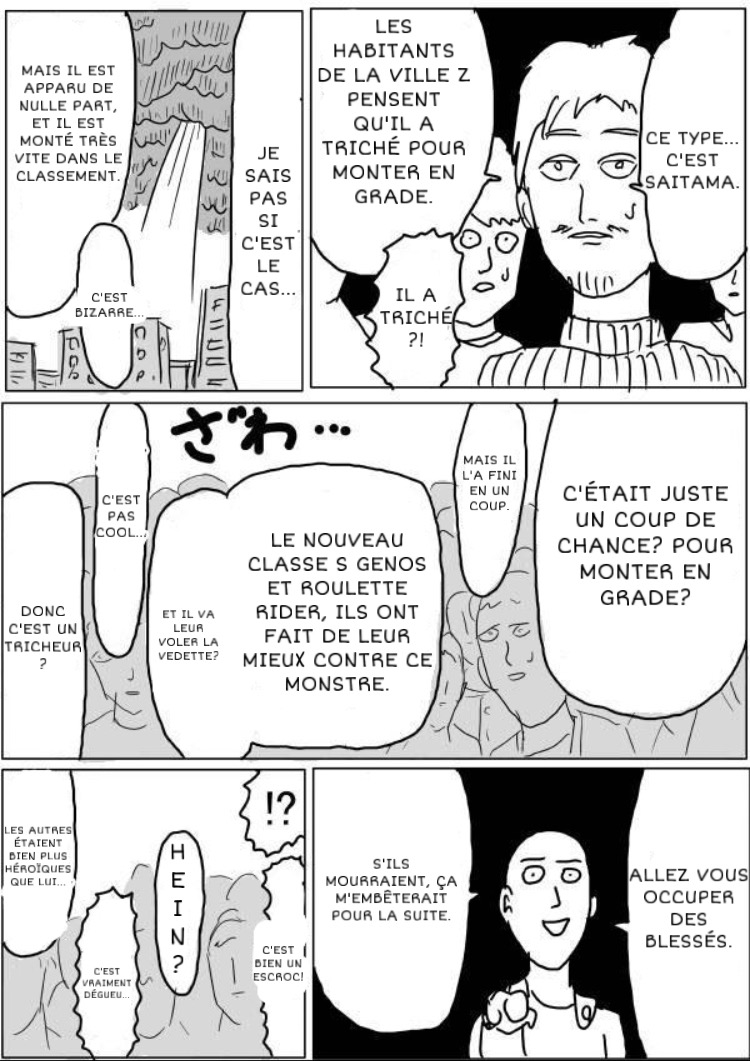 CE TYPE...
C'EST
SAITAMA.
LES
HABITANTS
DE LA VILLE Z
PENSENT
QU'IL A
TRICHÉ POUR
MONTER EN
GRADE.
IL A
TRICHÉ
?!
JE
SAIS
PAS
SI
C'EST
LE
CAS...
MAIS IL EST
APPARU DE
NULLE PART,
ET IL EST
MONTÉ TRÈS
VITE DANS LE
CLASSEMENT.
C'EST
BIZARRE...
C'ÉTAIT JUSTE
UN COUP DE
CHANCE? POUR
MONTER EN
GRADE?
MAIS IL
L'A FINI
EN UN
COUP.
ざわ…
LE NOUVEAU
CLASSE S GENOS
ET ROULETTE
RIDER, ILS ONT
FAIT DE LEUR
MIEUX CONTRE CE
MONSTRE.
ET IL VA
LEUR
VOLER LA
VEDETTE?
C'EST
PAS
COOL...
DONC
C'EST UN
TRICHEUR
?
ALLEZ VOUS
OCCUPER
DES
BLESSÉS.
S'ILS
MOURRAIENT, ÇA
M'EMBÊTERAIT
POUR LA SUITE.
!?
C'EST
BIEN UN
ESCROC!
HEIN?
C'EST
VRAIMENT
DÉGUEU...
LES AUTRES
ÉTAIENT
BIEN PLUS
HÉROÏQUES
QUE LUI...